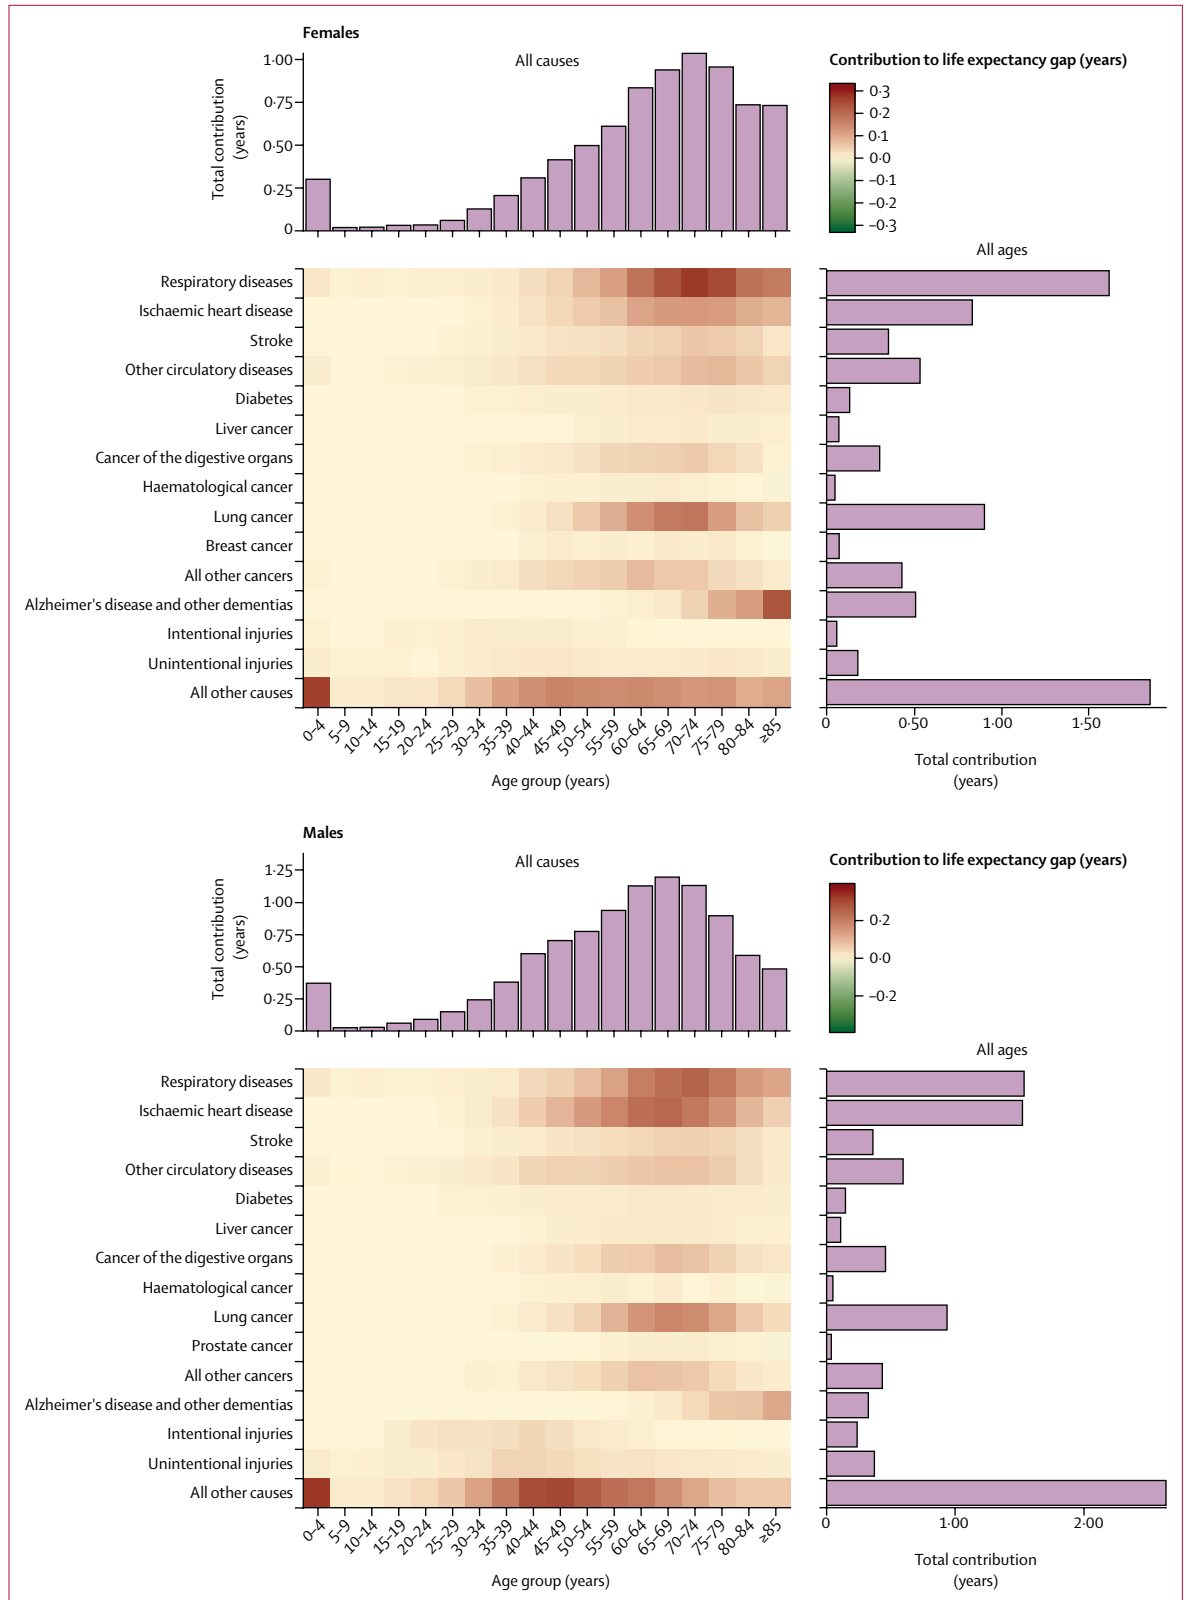 Females
All causes
Total contribution
(years)
1·00
0·75
0·50
0·25
0
Contribution to life expectancy gap (years)
0·3
0·2
0·1
0·0
–0·1
–0·2
–0·3
All ages
Respiratory diseases
Ischaemic heart disease
Stroke
Other circulatory diseases
Diabetes
Liver cancer
Cancer of the digestive organs
Haematological cancer
Lung cancer
Breast cancer
All other cancers
Alzheimer's disease and other dementias
Intentional injuries
Unintentional injuries
All other causes
0–4 5–9 10–14 15–19 20–24 25–29 30–34 35–39 40–44 45–49 50–54 55–59 60–64 65–69 70–74 75–79 80–84 ≥85
Age group (years)
0 0·50 1·00 1·50
Total contribution
(years)
Males
All causes
Total contribution
(years)
1·25
1·00
0·75
0·50
0·25
0
Contribution to life expectancy gap (years)
0·2
0·0
–0·2
All ages
Respiratory diseases
Ischaemic heart disease
Stroke
Other circulatory diseases
Diabetes
Liver cancer
Cancer of the digestive organs
Haematological cancer
Lung cancer
Prostate cancer
All other cancers
Alzheimer's disease and other dementias
Intentional injuries
Unintentional injuries
All other causes
0–4 5–9 10–14 15–19 20–24 25–29 30–34 35–39 40–44 45–49 50–54 55–59 60–64 65–69 70–74 75–79 80–84 ≥85
Age group (years)
0 1·00 2·00
Total contribution
(years)